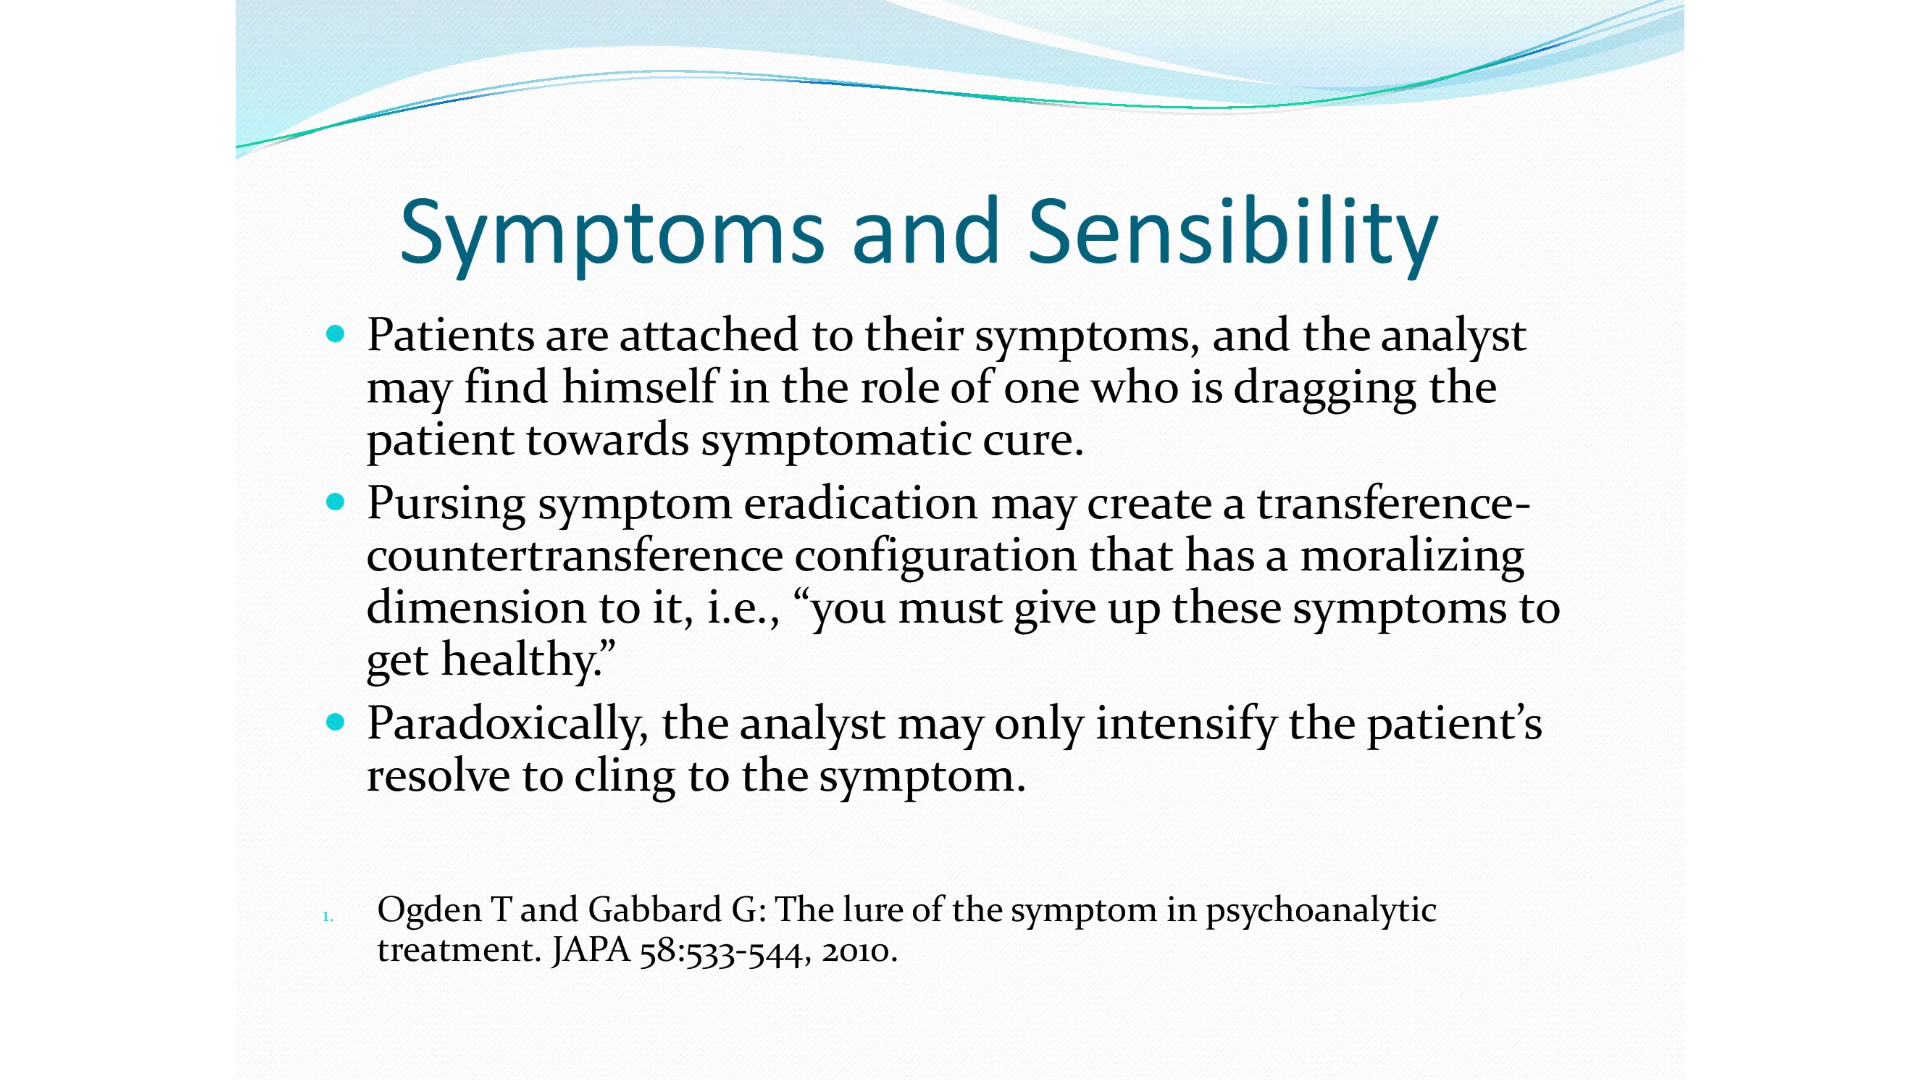 Symptoms and Sensibility
• Patients are attached to their symptoms, and the analyst
may find himself in the role of one who is dragging the
patient towards symptomatic cure.
• Pursing symptom eradication may create a transference-
countertransference configuration that has a moralizing
dimension to it, i.e., “you must give up these symptoms to
get healthy.”
• Paradoxically, the analyst may only intensify the patient’s
resolve to cling to the symptom.
1. Ogden T and Gabbard G: The lure of the symptom in psychoanalytic
treatment. JAPA 58:533-544, 2010.